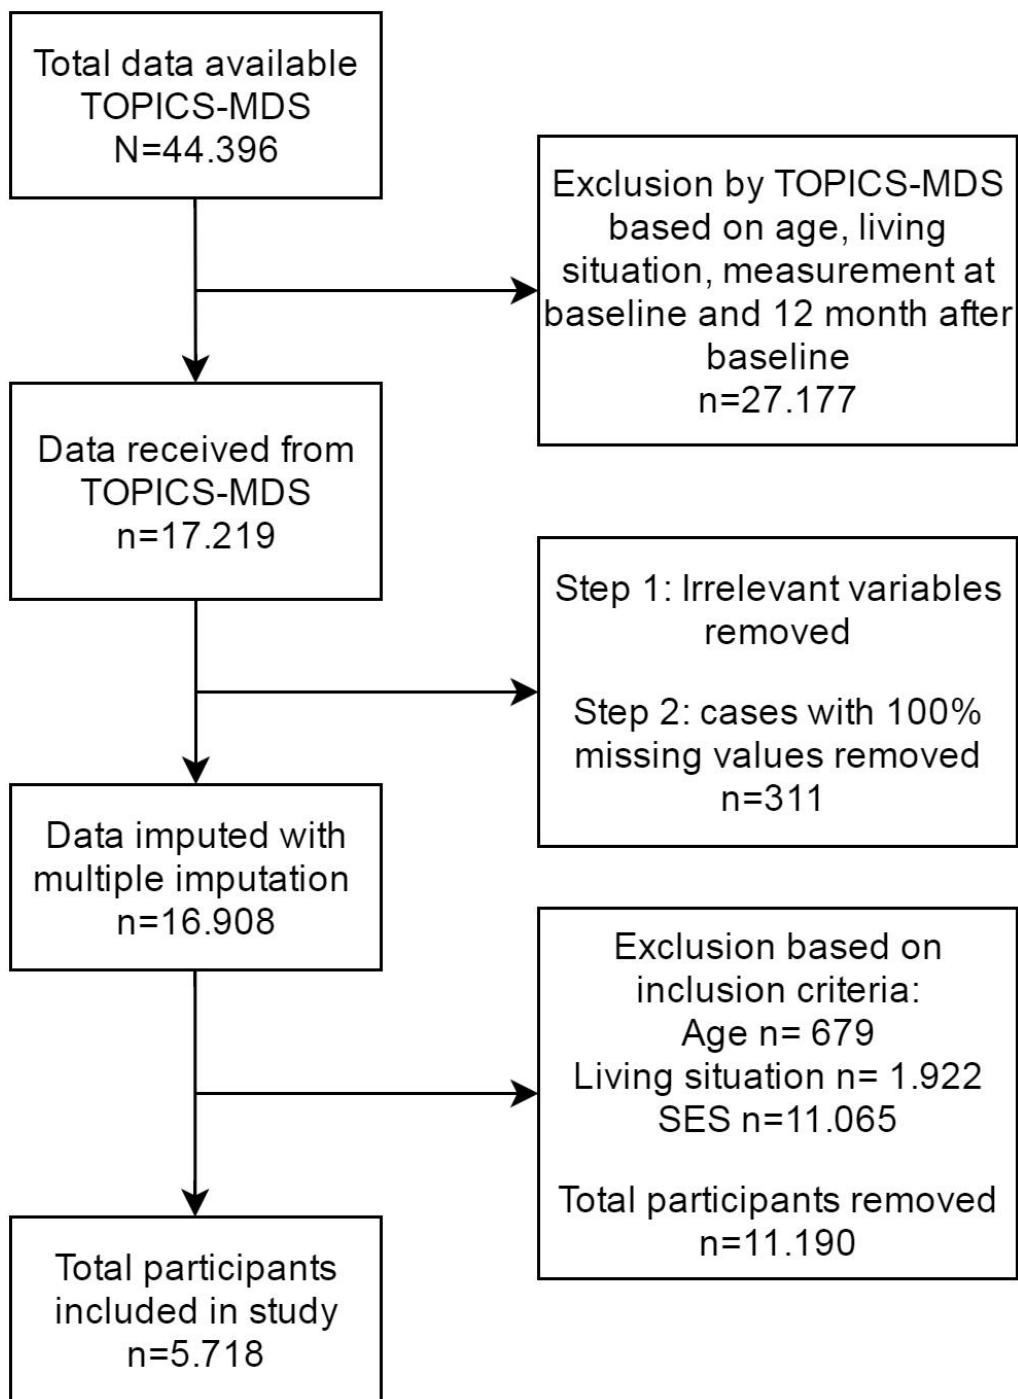 Total data available
TOPICS-MDS
N=44.396
Exclusion by TOPICS-MDS
based on age, living
situation, measurement at
baseline and 12 month after
baseline
n=27.177
Data received from
TOPICS-MDS
n=17.219
Step 1: Irrelevant variables
removed
Step 2: cases with 100%
missing values removed
n=311
Data imputed with
multiple imputation
n=16.908
Exclusion based on
inclusion criteria:
Age n= 679
Living situation n= 1.922
SES n=11.065
Total participants removed
n=11.190
Total participants
included in study
n=5.718